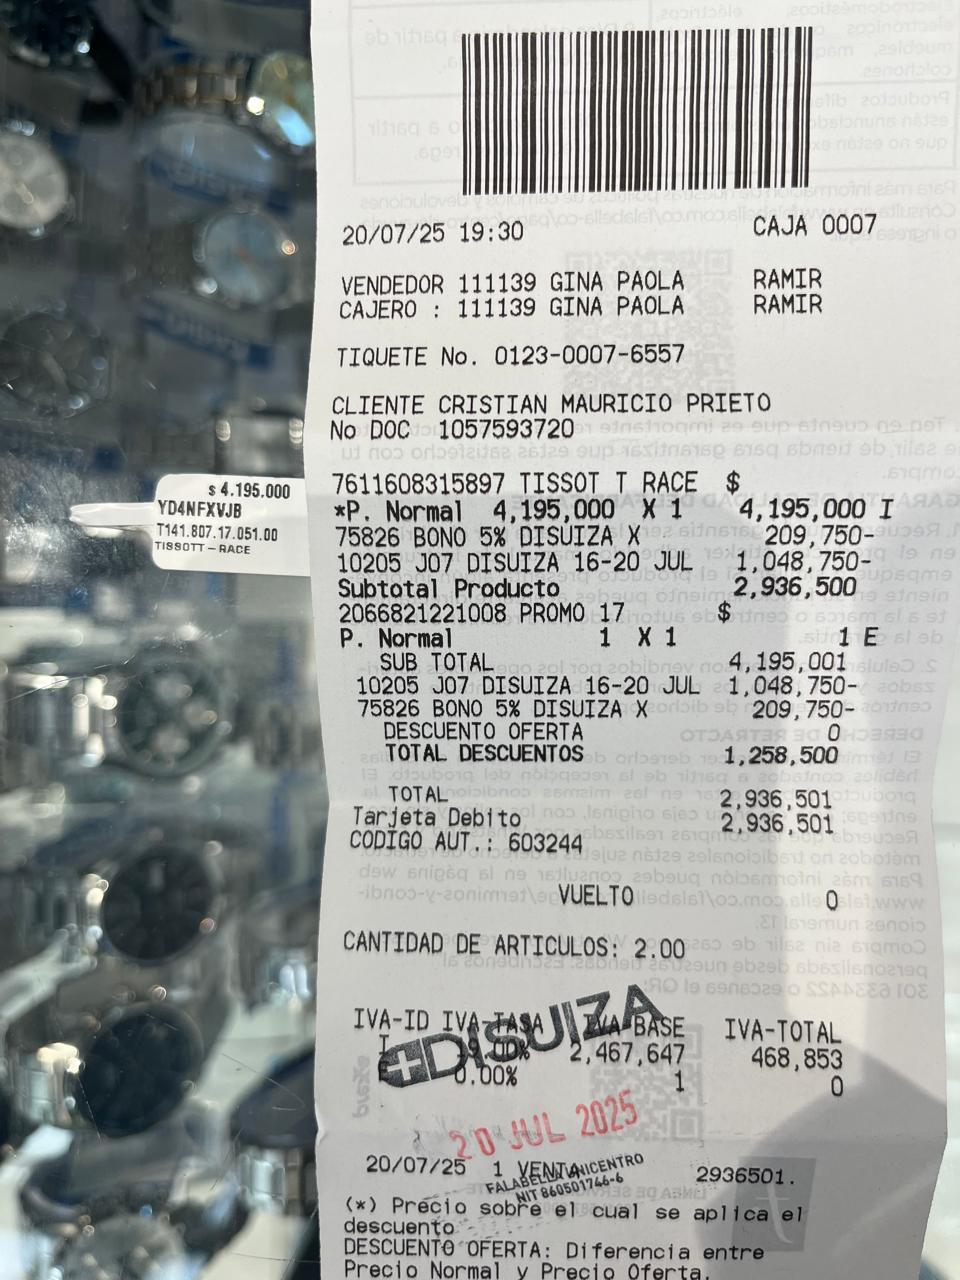 20/07/25 19:30 CAJA 0007
VENDEDOR 111139 GINA PAOLA RAMIR
CAJERO : 111139 GINA PAOLA RAMIR
TIQUETE No. 0123-0007-6557
CLIENTE CRISTIAN MAURICIO PRIETO
No DOC 1057593720
7611608315897 TISSOT T RACE $
*P. Normal 4,195,000 X 1 4,195,000 I
75826 BONO 5% DISUIZA X 209,750-
10205 J07 DISUIZA 16-20 JUL 1,048,750-
Subtotal Producto 2,936,500
2066821221008 PROMO 17 $
P. Normal 1 X 1 1 E
SUB TOTAL 4,195,001
10205 J07 DISUIZA 16-20 JUL 1,048,750-
75826 BONO 5% DISUIZA X 209,750-
DESCUENTO OFERTA 0
TOTAL DESCUENTOS 1,258,500
TOTAL 2,936,501
Tarjeta Debito 2,936,501
CODIGO AUT.: 603244
VUELTO 0
CANTIDAD DE ARTICULOS: 2.00
IVA-ID IVA-TASA IVA-BASE IVA-TOTAL
I 19.00% 2,467,647 468,853
E 0.00% 1 0
DISUIZA
20 JUL 2025
20/07/25 1 VENTA 2936501.
FALABELLA UNICENTRO
NIT 860501746-6
(*) Precio sobre el cual se aplica el
descuento
DESCUENTO OFERTA: Diferencia entre
Precio Normal y Precio Oferta.
$ 4.195.000
YD4NFXVJB
T141.807.17.051.00
TISSOTT - RACE